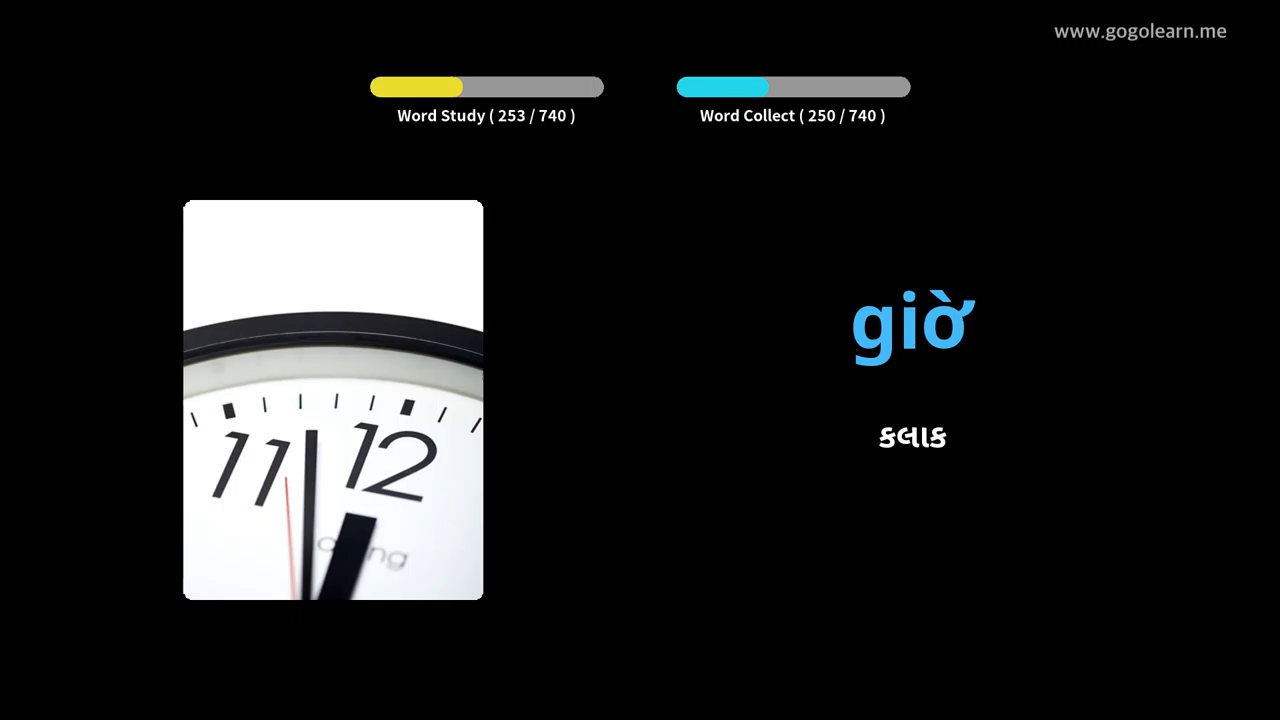 www.gogolearn.me
Word Study ( 253 / 740 )
Word Collect ( 250 / 740 )
11 12
giờ
કલાક